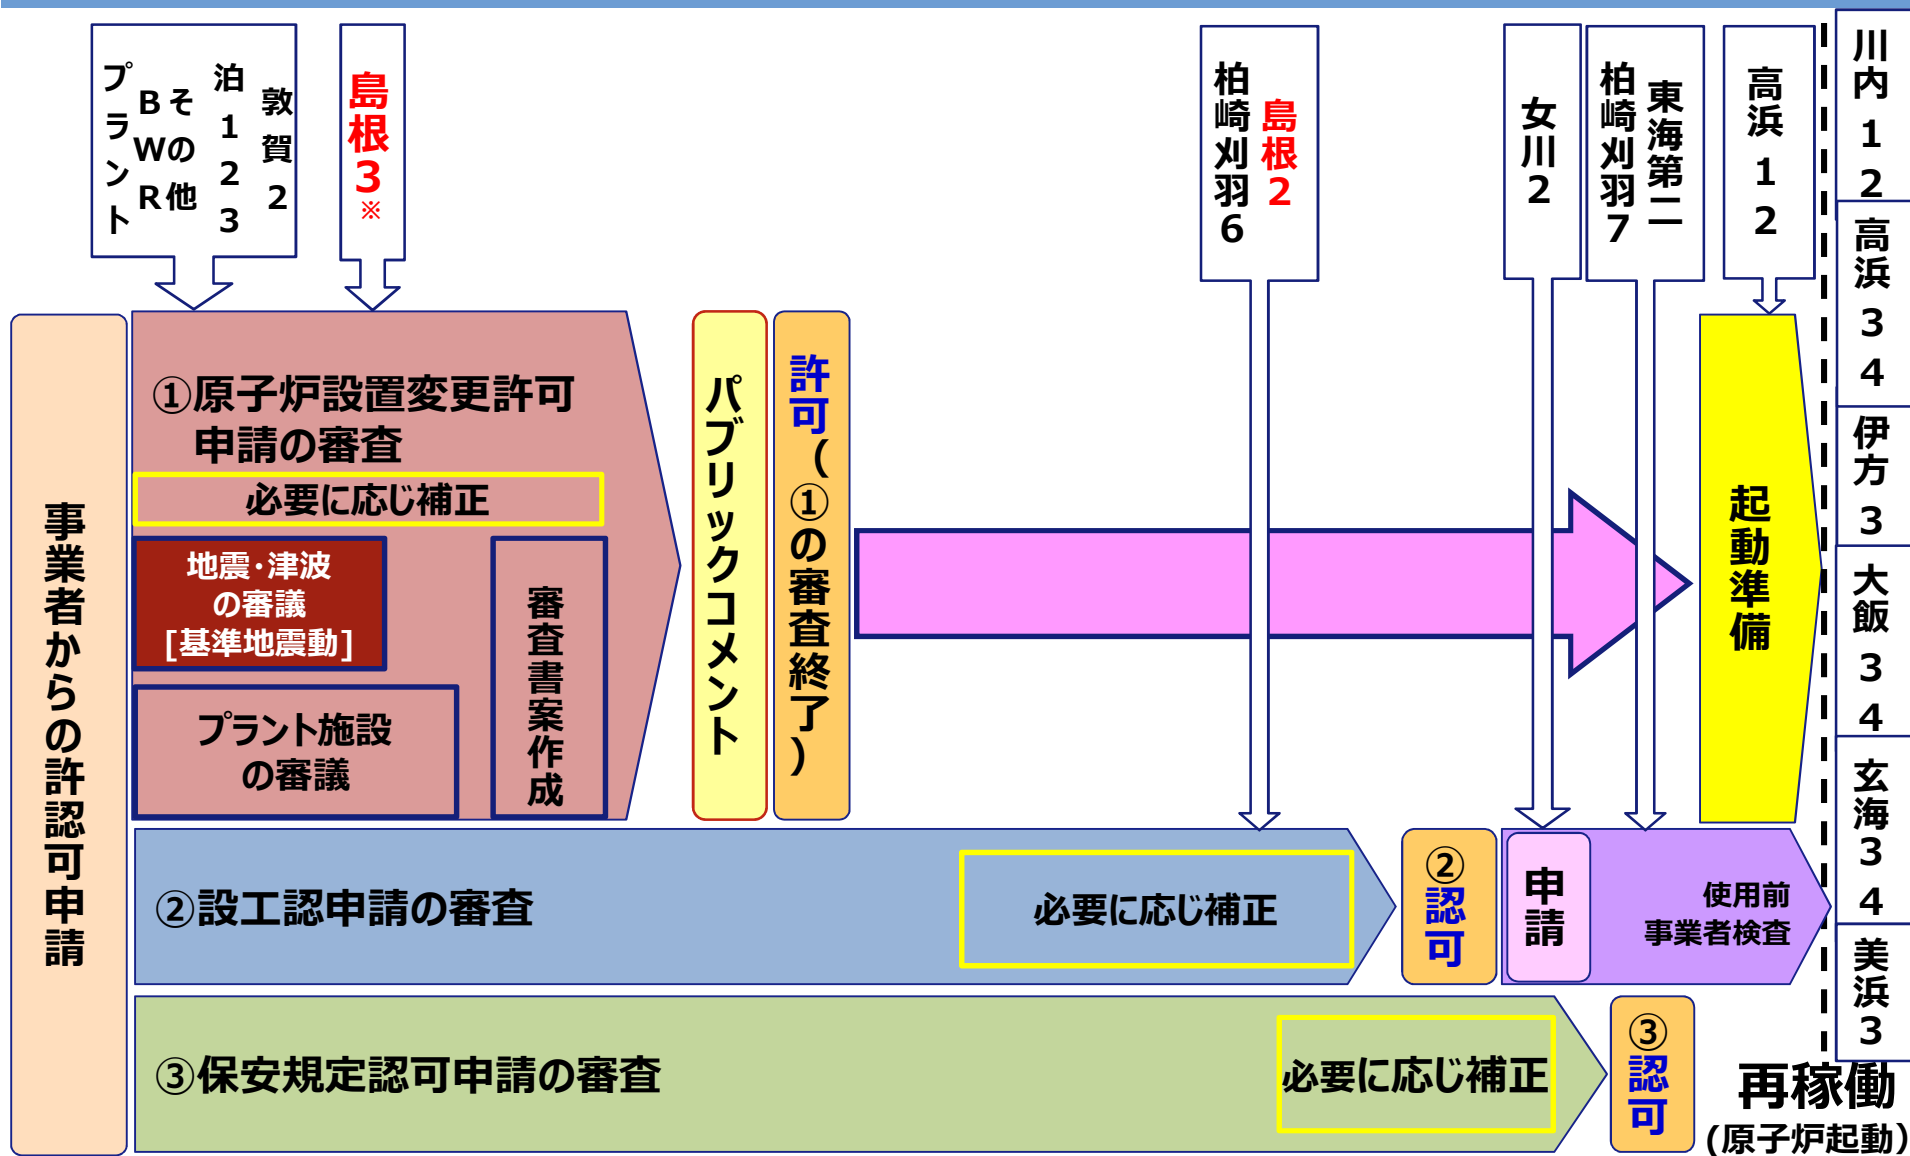 敦賀2
泊123
その他
BWR
プラント
島根3※
島根2
柏崎刈羽6
女川2
東海第二
柏崎刈羽7
高浜12
川内12
高浜34
伊方3
大飯34
玄海34
美浜3
事業者からの許認可申請
①原子炉設置変更許可
申請の審査
必要に応じ補正
地震・津波
の審議
[基準地震動]
プラント施設
の審議
審査書案作成
パブリックコメント
許可(①の審査終了)
起動準備
②設工認申請の審査
必要に応じ補正
②認可
申請
使用前
事業者検査
③保安規定認可申請の審査
必要に応じ補正
③認可
再稼働
(原子炉起動)